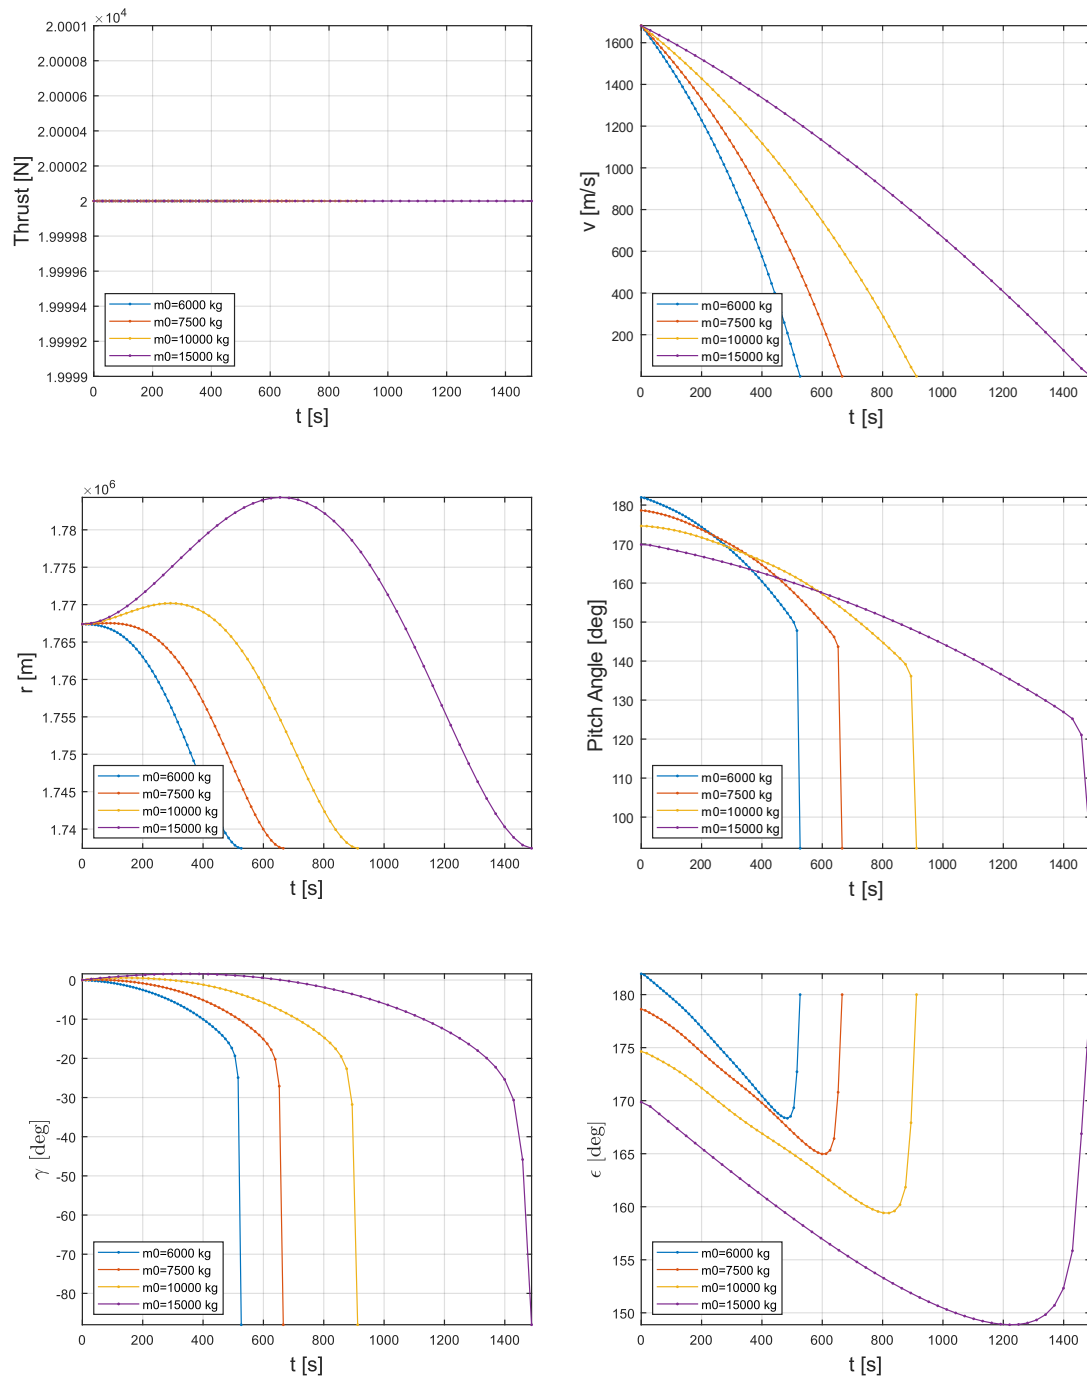 ×10⁴
2.0001
2.00008
2.00006
2.00004
2.00002
2
1.99998
1.99996
1.99994
1.99992
1.9999
Thrust [N]
m0=6000 kg
m0=7500 kg
m0=10000 kg
m0=15000 kg
0 200 400 600 800 1000 1200 1400
t [s]
1600
1400
1200
1000
800
600
400
200
v [m/s]
m0=6000 kg
m0=7500 kg
m0=10000 kg
m0=15000 kg
0 200 400 600 800 1000 1200 1400
t [s]
×10⁶
1.78
1.775
1.77
1.765
1.76
1.755
1.75
1.745
1.74
r [m]
m0=6000 kg
m0=7500 kg
m0=10000 kg
m0=15000 kg
0 200 400 600 800 1000 1200 1400
t [s]
180
170
160
150
140
130
120
110
100
Pitch Angle [deg]
m0=6000 kg
m0=7500 kg
m0=10000 kg
m0=15000 kg
0 200 400 600 800 1000 1200 1400
t [s]
0
-10
-20
-30
-40
-50
-60
-70
-80
γ [deg]
m0=6000 kg
m0=7500 kg
m0=10000 kg
m0=15000 kg
0 200 400 600 800 1000 1200 1400
t [s]
180
175
170
165
160
155
150
ϵ [deg]
m0=6000 kg
m0=7500 kg
m0=10000 kg
m0=15000 kg
0 200 400 600 800 1000 1200 1400
t [s]